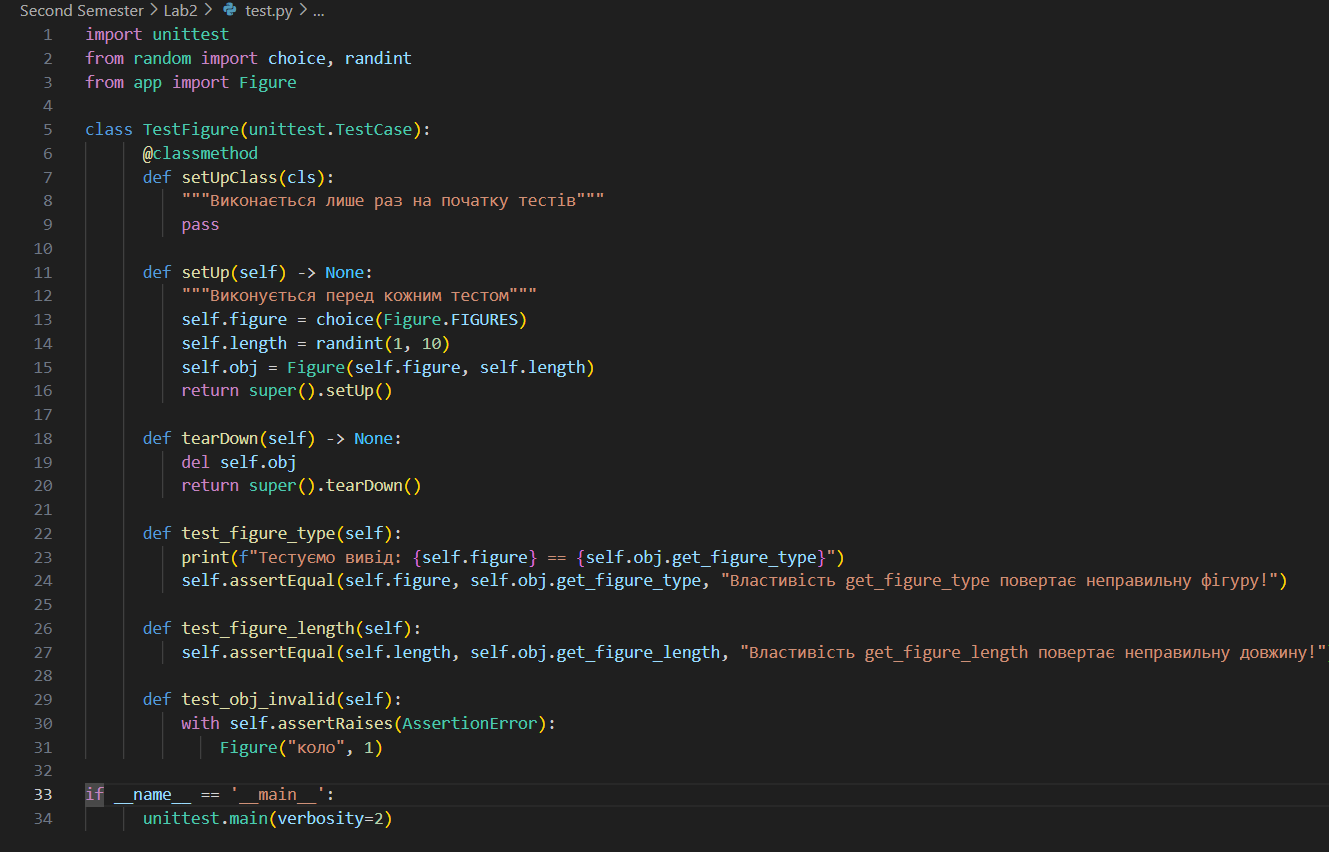 Second Semester > Lab2 > test.py > ...
1 import unittest
2 from random import choice, randint
3 from app import Figure
4
5 class TestFigure(unittest.TestCase):
6 @classmethod
7 def setUpClass(cls):
8 """Виконається лише раз на початку тестів"""
9 pass
10
11 def setUp(self) -> None:
12 """Виконується перед кожним тестом"""
13 self.figure = choice(Figure.FIGURES)
14 self.length = randint(1, 10)
15 self.obj = Figure(self.figure, self.length)
16 return super().setUp()
17
18 def tearDown(self) -> None:
19 del self.obj
20 return super().tearDown()
21
22 def test_figure_type(self):
23 print(f"Тестуємо вивід: {self.figure} == {self.obj.get_figure_type}")
24 self.assertEqual(self.figure, self.obj.get_figure_type, "Властивість get_figure_type повертає неправильну фігуру!")
25
26 def test_figure_length(self):
27 self.assertEqual(self.length, self.obj.get_figure_length, "Властивість get_figure_length повертає неправильну довжину!")
28
29 def test_obj_invalid(self):
30 with self.assertRaises(AssertionError):
31 Figure("коло", 1)
32
33 if __name__ == '__main__':
34 unittest.main(verbosity=2)